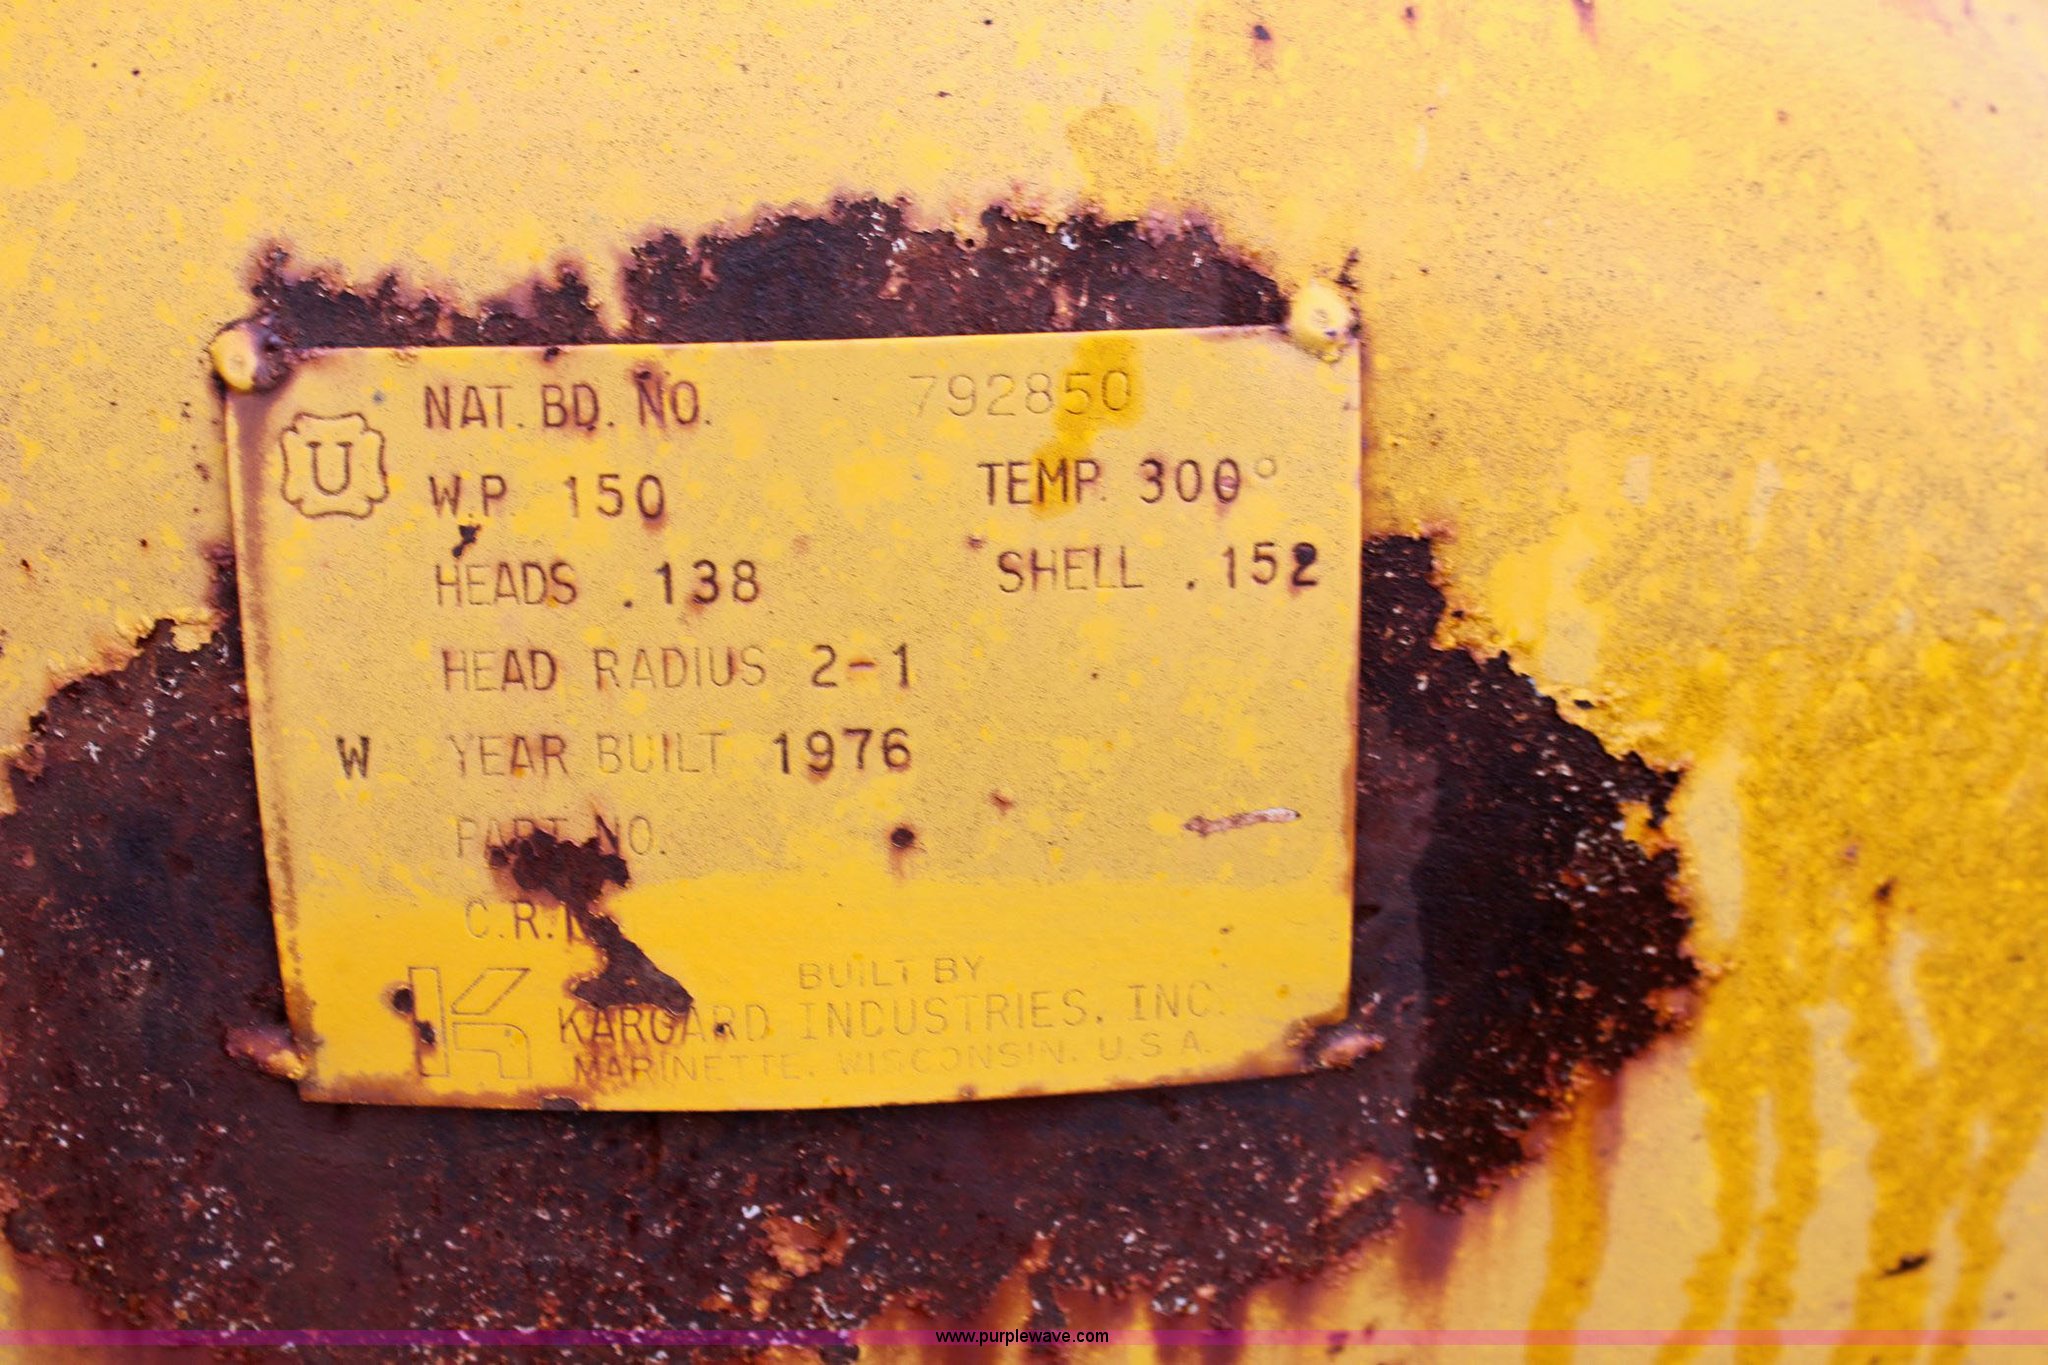 NAT. BD. NO. 792850
U
W.P. 150 TEMP. 300°
HEADS .138 SHELL .152
HEAD RADIUS 2-1
W YEAR BUILT 1976
PART NO.
C.R.N
K
BUILT BY
KARGARD INDUSTRIES, INC.
MARINETTE, WISCONSIN, U.S.A.
www.purplewave.com